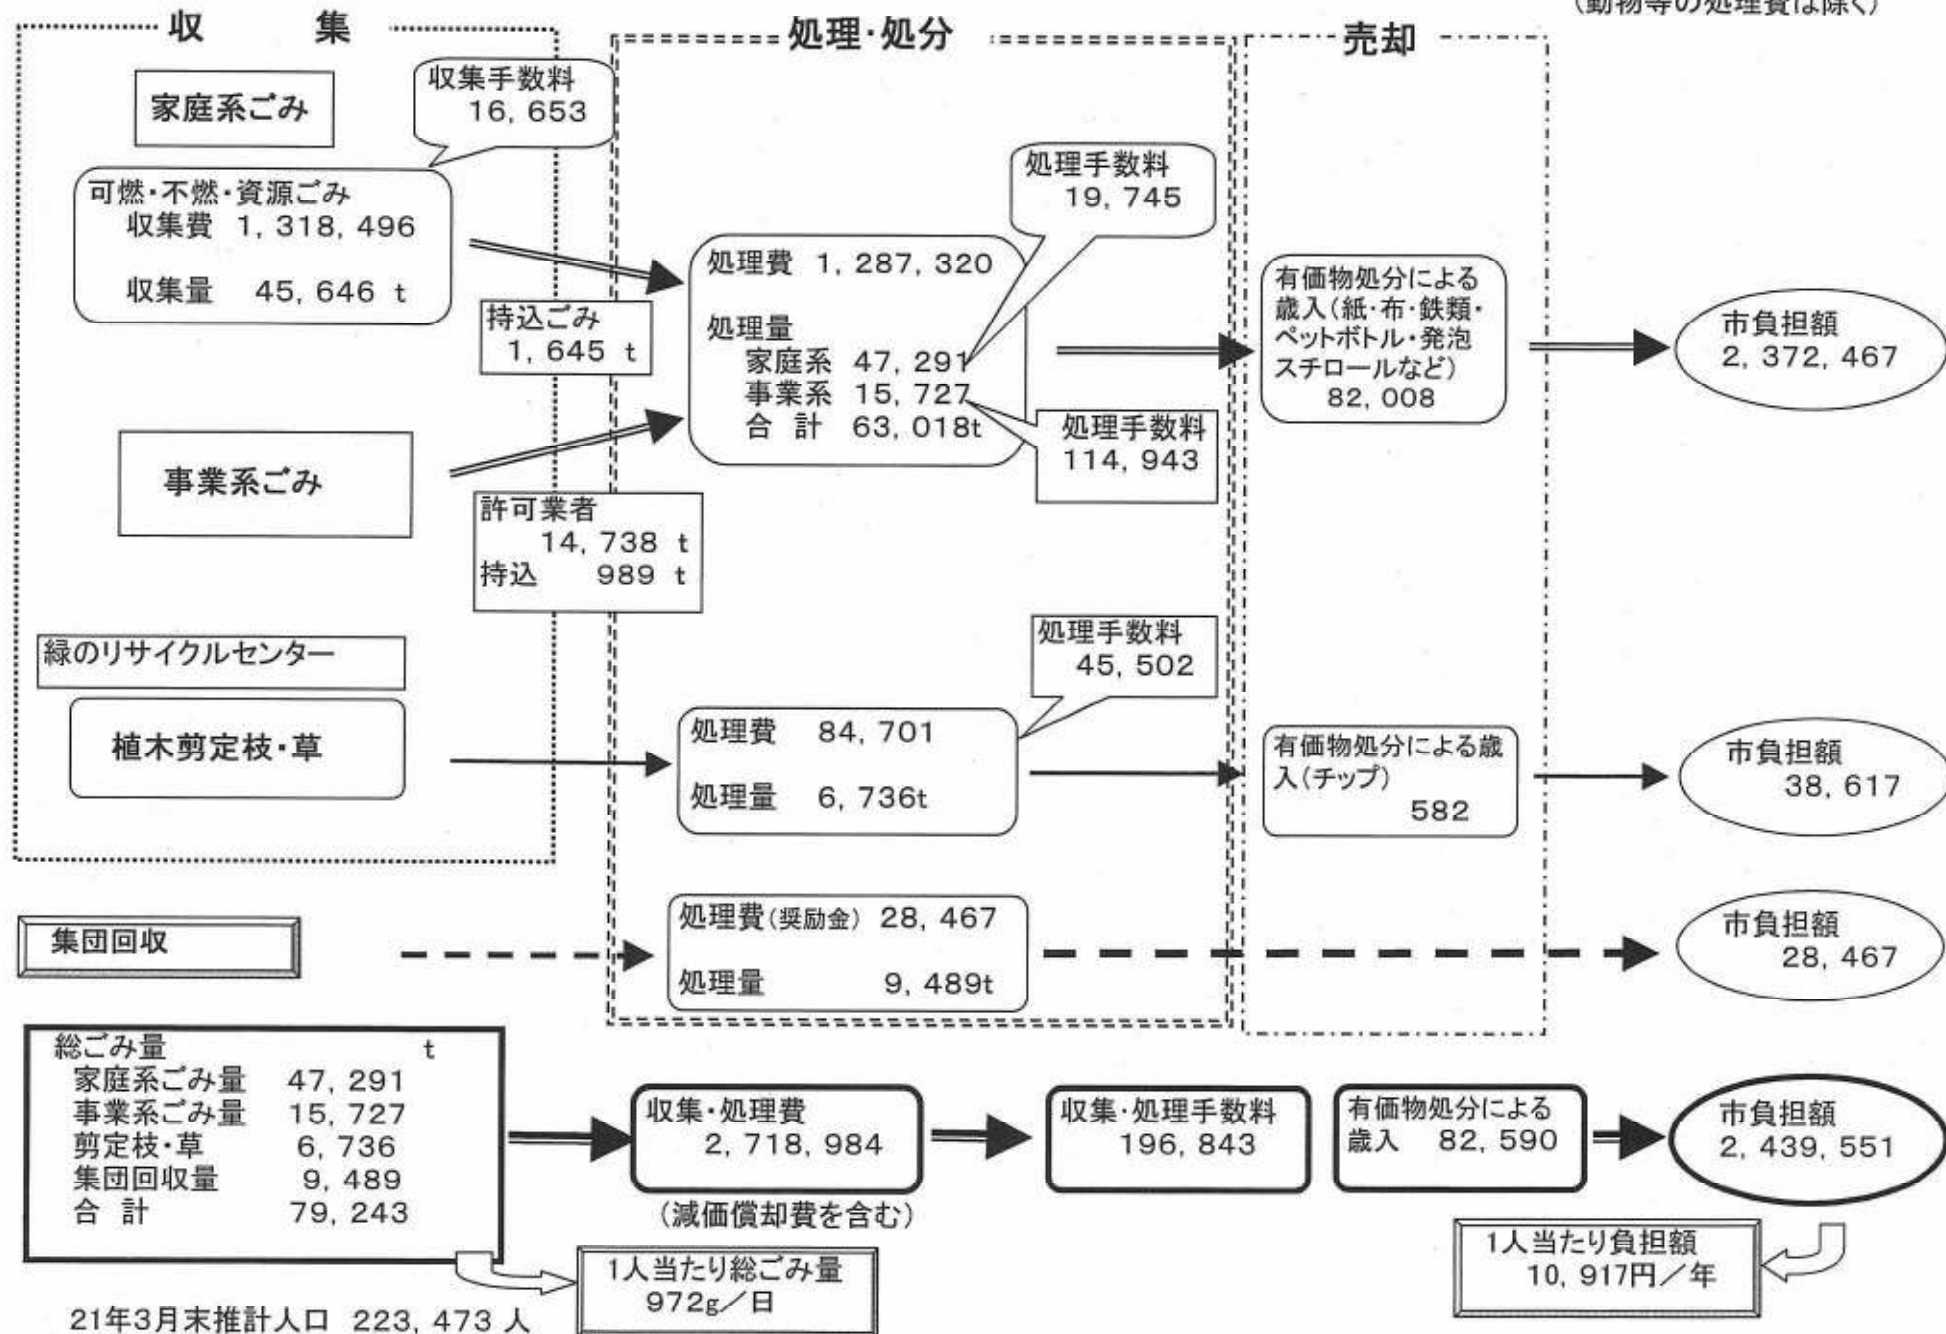 (動物等の処理費は除く)
収 集
処理・処分
売却
家庭系ごみ
収集手数料
16, 653
可燃・不燃・資源ごみ
収集費 1, 318, 496
収集量 45, 646 t
持込ごみ
1, 645 t
処理手数料
19, 745
処理費 1, 287, 320
処理量
家庭系 47, 291
事業系 15, 727
合 計 63, 018t
処理手数料
114, 943
有価物処分による
歳入(紙・布・鉄類・
ペットボトル・発泡
スチロールなど)
82, 008
市負担額
2, 372, 467
事業系ごみ
許可業者
14, 738 t
持込 989 t
緑のリサイクルセンター
植木剪定枝・草
処理手数料
45, 502
処理費 84, 701
処理量 6, 736t
有価物処分による歳
入(チップ)
582
市負担額
38, 617
集団回収
処理費(奨励金) 28, 467
処理量 9, 489t
市負担額
28, 467
総ごみ量 t
家庭系ごみ量 47, 291
事業系ごみ量 15, 727
剪定枝・草 6, 736
集団回収量 9, 489
合 計 79, 243
収集・処理費
2, 718, 984
(減価償却費を含む)
収集・処理手数料
196, 843
有価物処分による
歳入 82, 590
市負担額
2, 439, 551
1人当たり総ごみ量
972g/日
1人当たり負担額
10, 917円/年
21年3月末推計人口 223, 473 人